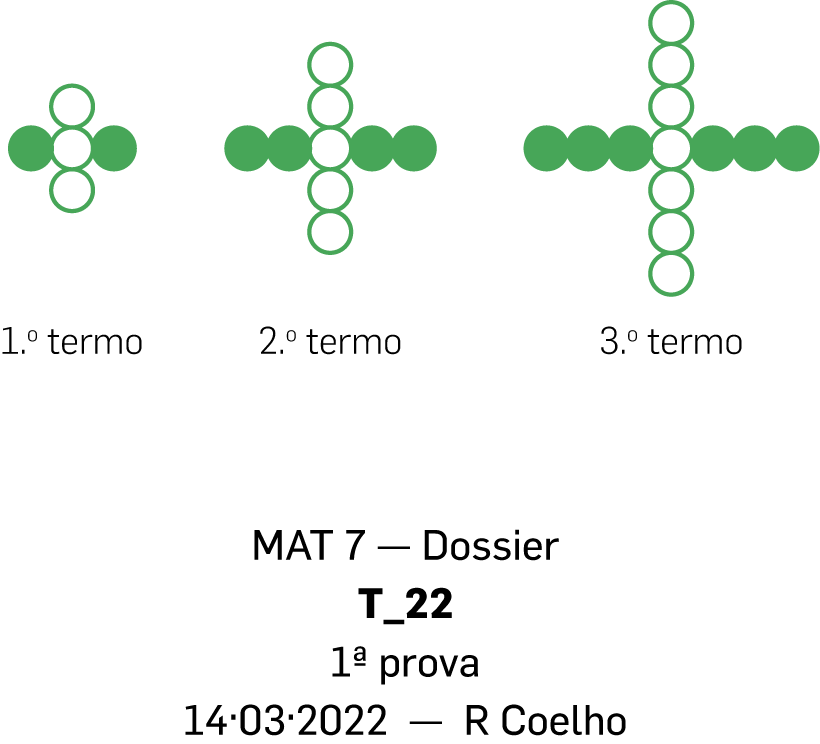 1.º termo 2.º termo 3.º termo
MAT 7 — Dossier
T_22
1ª prova
14·03·2022 — R Coelho